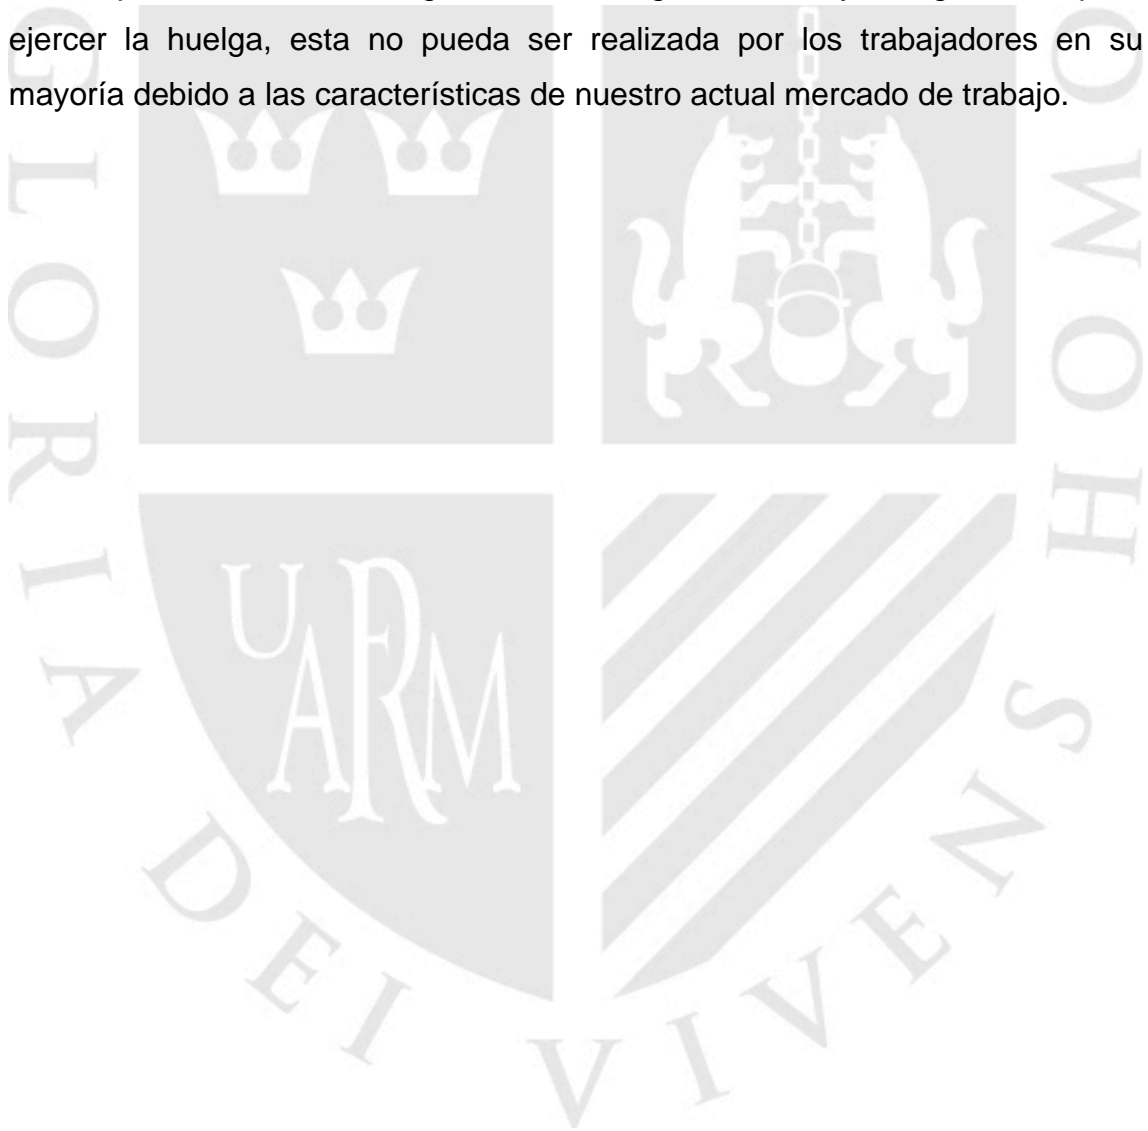 ejercer la huelga, esta no pueda ser realizada por los trabajadores en su
mayoría debido a las características de nuestro actual mercado de trabajo.
GLORIA DEI VIVENS HOMO
UARM